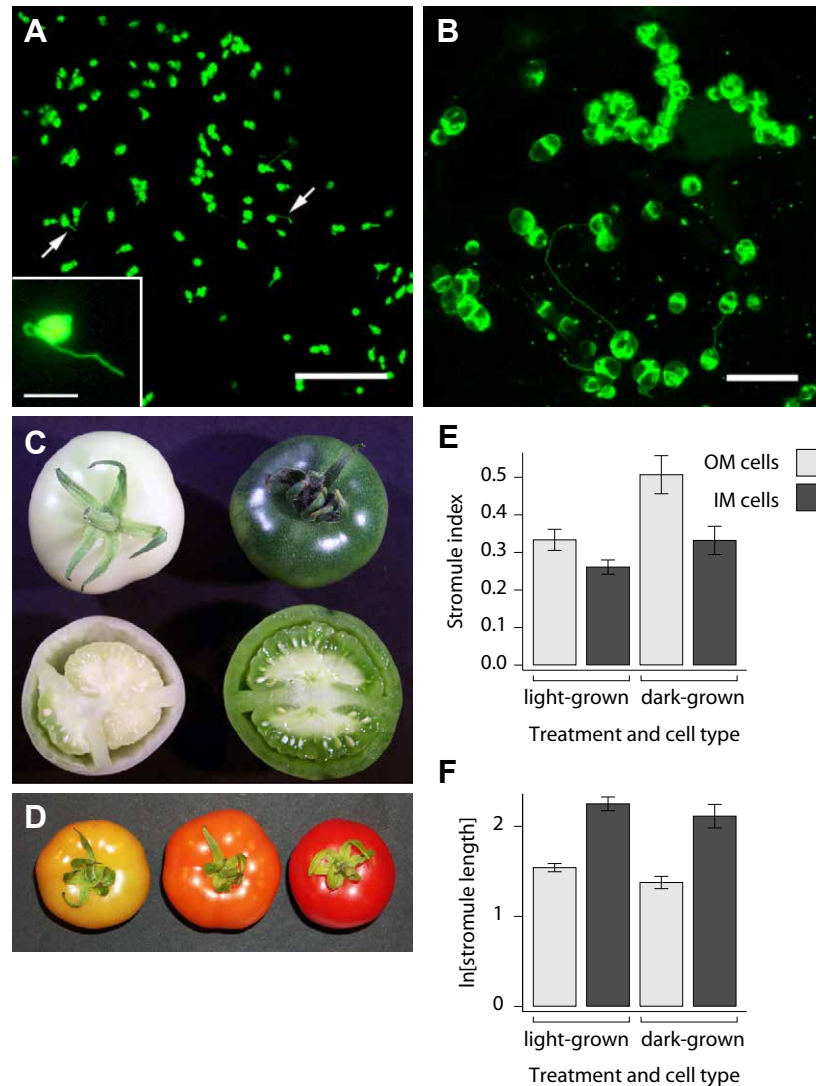 A
B
C
D
E
OM cells
IM cells
Stromule index
0.5
0.4
0.3
0.2
0.1
0.0
light-grown dark-grown
Treatment and cell type
F
ln[stromule length]
2
1
0
light-grown dark-grown
Treatment and cell type